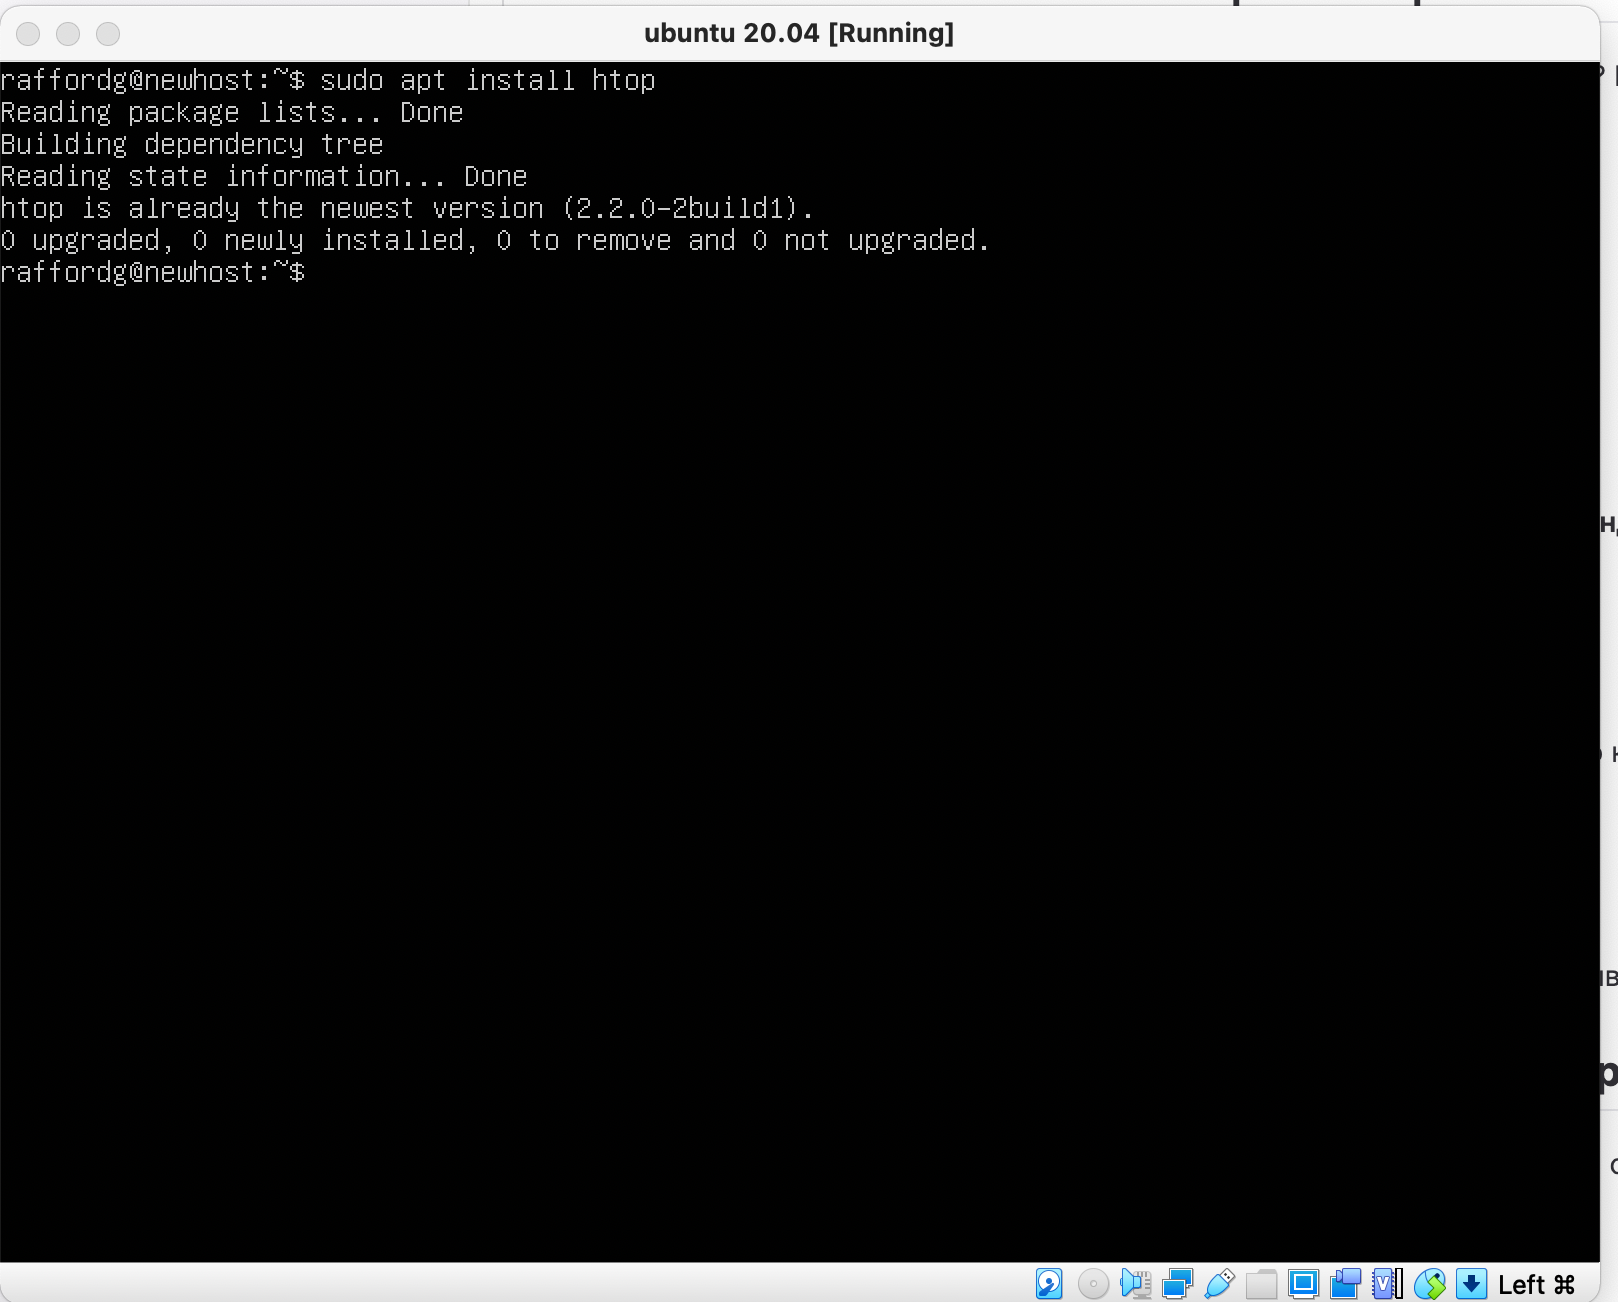 ubuntu 20.04 [Running]
raffordg@newhost:~$ sudo apt install htop
Reading package lists... Done
Building dependency tree
Reading state information... Done
htop is already the newest version (2.2.0-2build1).
0 upgraded, 0 newly installed, 0 to remove and 0 not upgraded.
raffordg@newhost:~$
Left ⌘